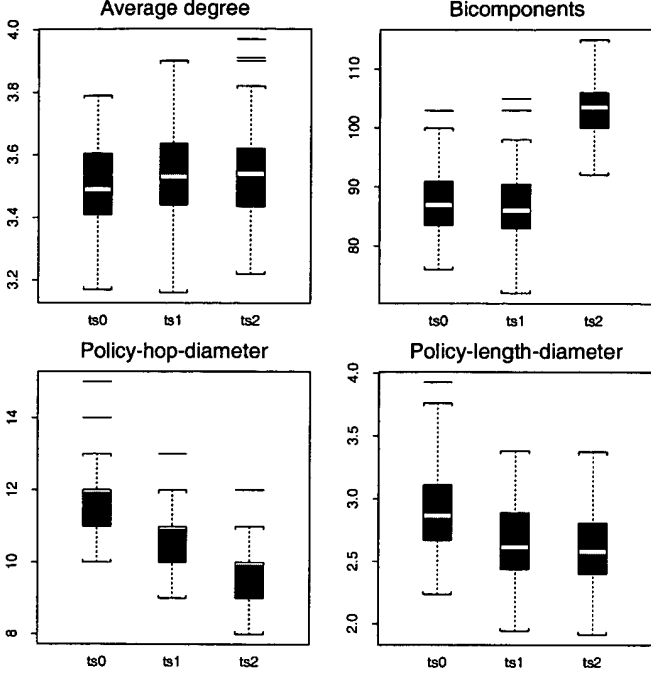 Average degree
4.0
3.8
3.6
3.4
3.2
ts0 ts1 ts2
Bicomponents
110
100
90
80
ts0 ts1 ts2
Policy-hop-diameter
14
12
10
8
ts0 ts1 ts2
Policy-length-diameter
4.0
3.5
3.0
2.5
2.0
ts0 ts1 ts2